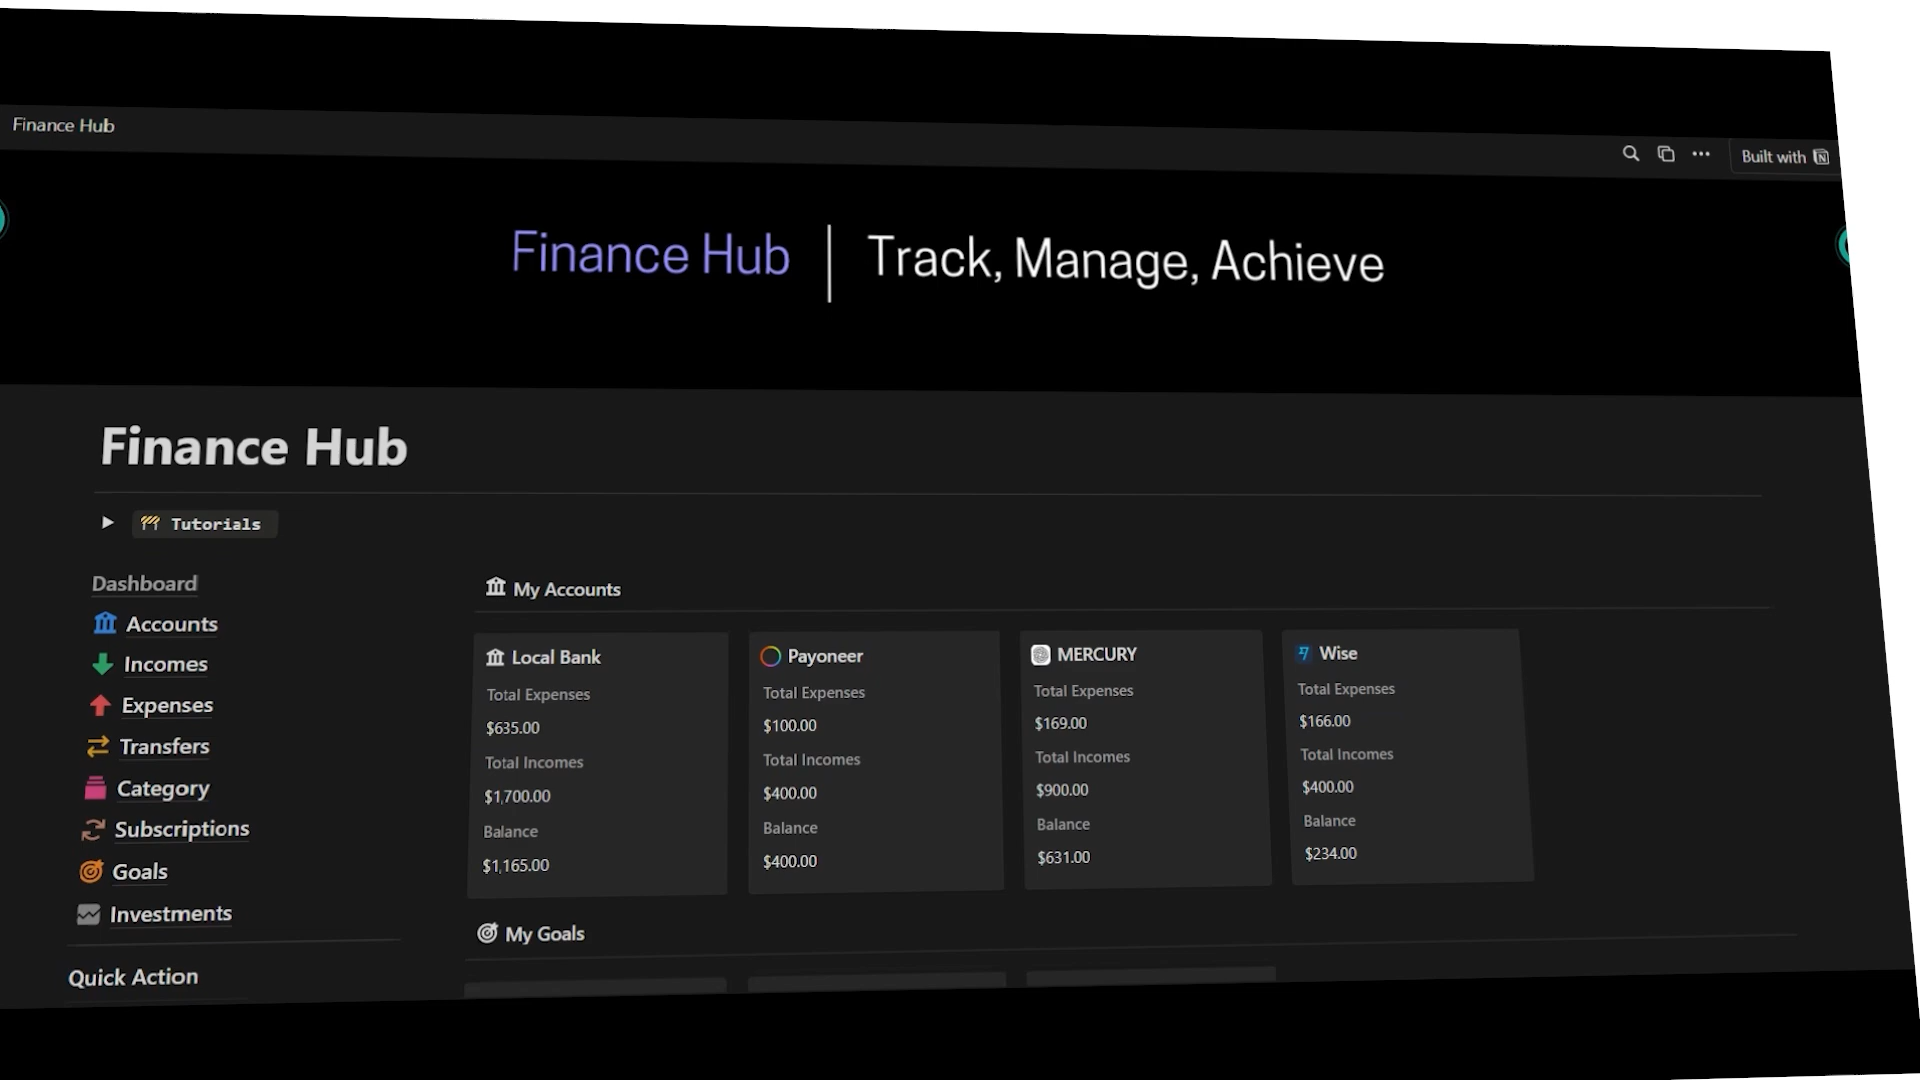 Finance Hub
Built with
Finance Hub | Track, Manage, Achieve
Finance Hub
Tutorials
Dashboard
Accounts
Incomes
Expenses
Transfers
Category
Subscriptions
Goals
Investments
Quick Action
My Accounts
Local Bank
Total Expenses
$635.00
Total Incomes
$1,700.00
Balance
$1,165.00
Payoneer
Total Expenses
$100.00
Total Incomes
$400.00
Balance
$400.00
MERCURY
Total Expenses
$169.00
Total Incomes
$900.00
Balance
$631.00
Wise
Total Expenses
$166.00
Total Incomes
$400.00
Balance
$234.00
My Goals